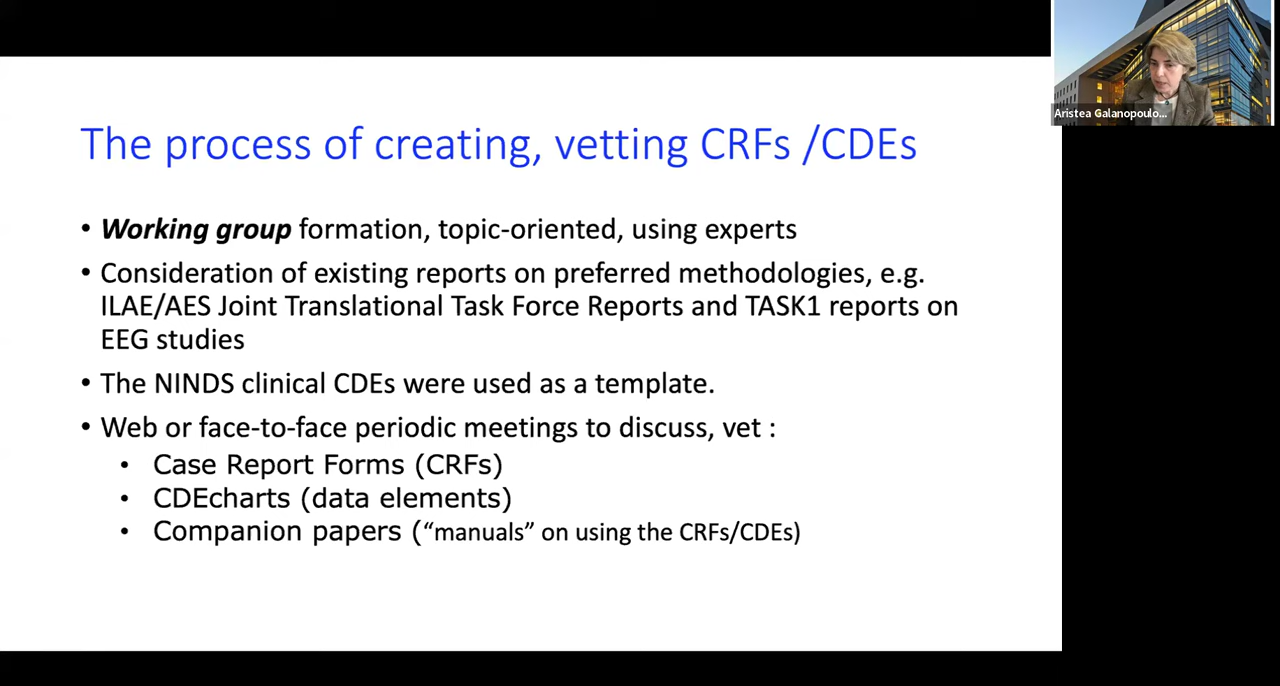 Aristea Galanopoulo...
The process of creating, vetting CRFs /CDEs
• Working group formation, topic-oriented, using experts
• Consideration of existing reports on preferred methodologies, e.g.
ILAE/AES Joint Translational Task Force Reports and TASK1 reports on
EEG studies
• The NINDS clinical CDEs were used as a template.
• Web or face-to-face periodic meetings to discuss, vet :
• Case Report Forms (CRFs)
• CDEcharts (data elements)
• Companion papers (“manuals” on using the CRFs/CDEs)